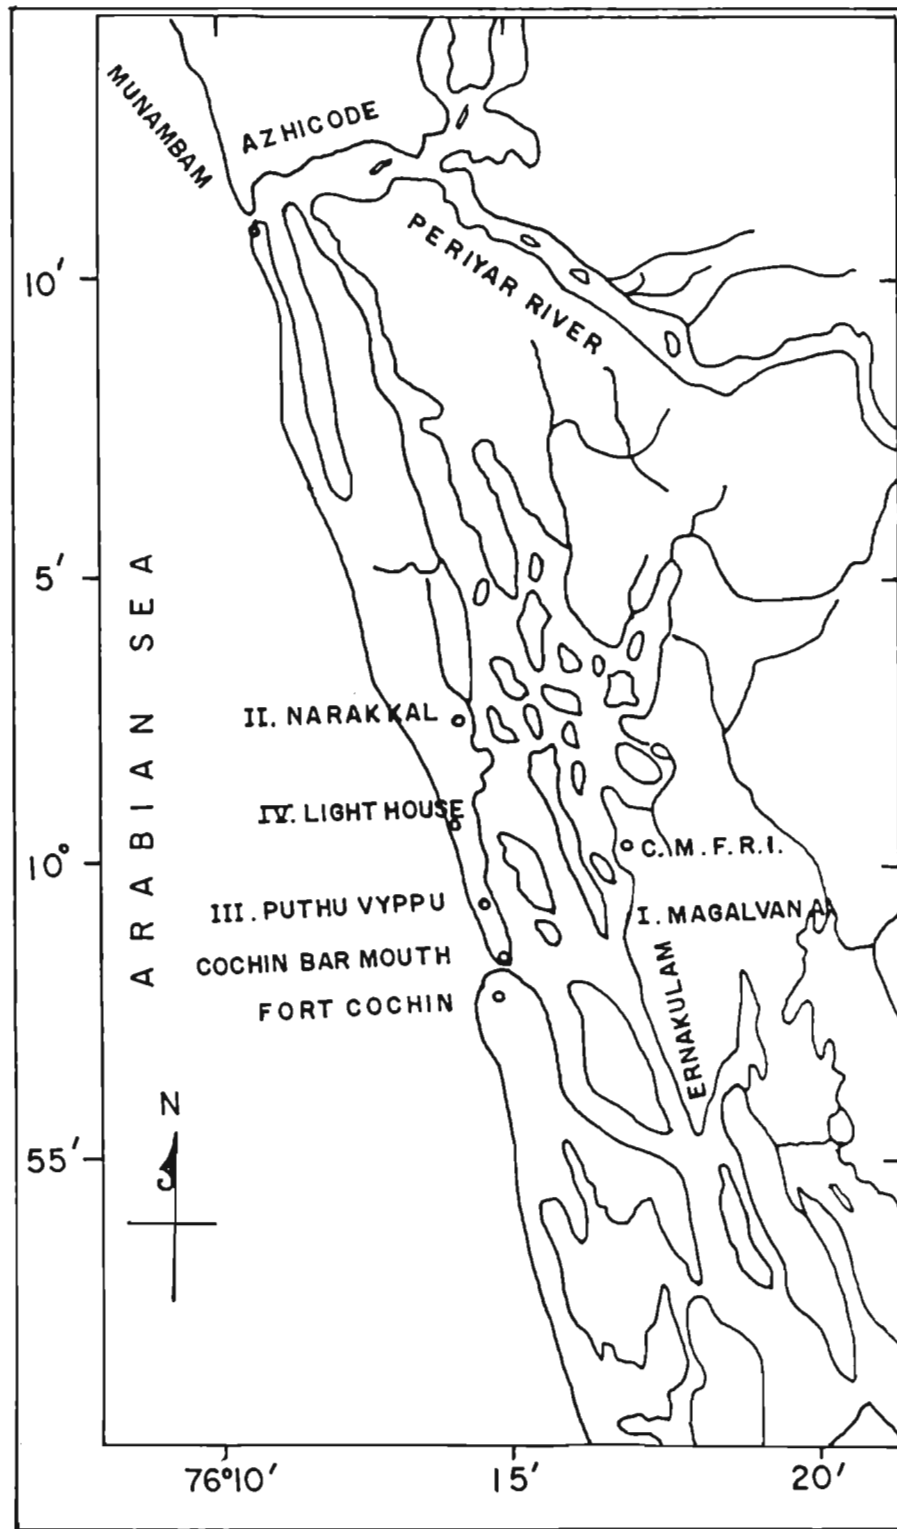 MUNAMBAM
AZHICODE
PERIYAR RIVER
10'
5'
ARABIAN SEA
II. NARAKKAL
IV. LIGHT HOUSE
10°
C.M.F.R.I.
III. PUTHU VYPPU
I. MAGALVANA
COCHIN BAR MOUTH
FORT COCHIN
ERNAKULAM
N
55'
76°10'
15'
20'